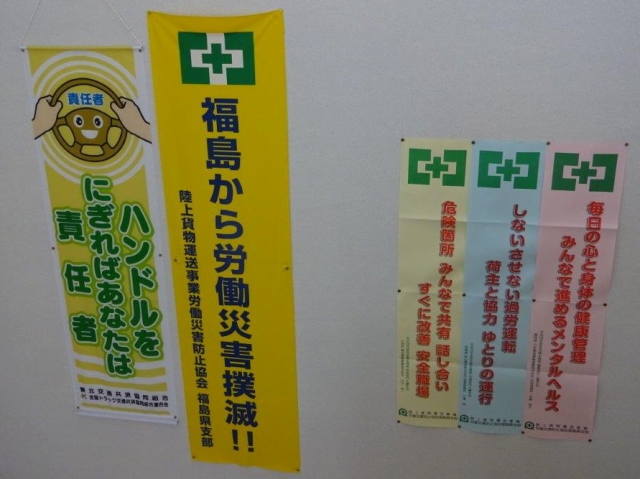 責任者
ハンドルを
にぎればあなたは
責任者
福島から労働災害撲滅!!
陸上貨物運送事業労働災害防止協会 福島県支部
毎日の心と身体の健康管理
みんなで進めるメンタルヘルス
しないさせない過労運転
荷主と協力 ゆとりの運行
危険箇所 みんなで共有 話し合い
すぐに改善 安全職場